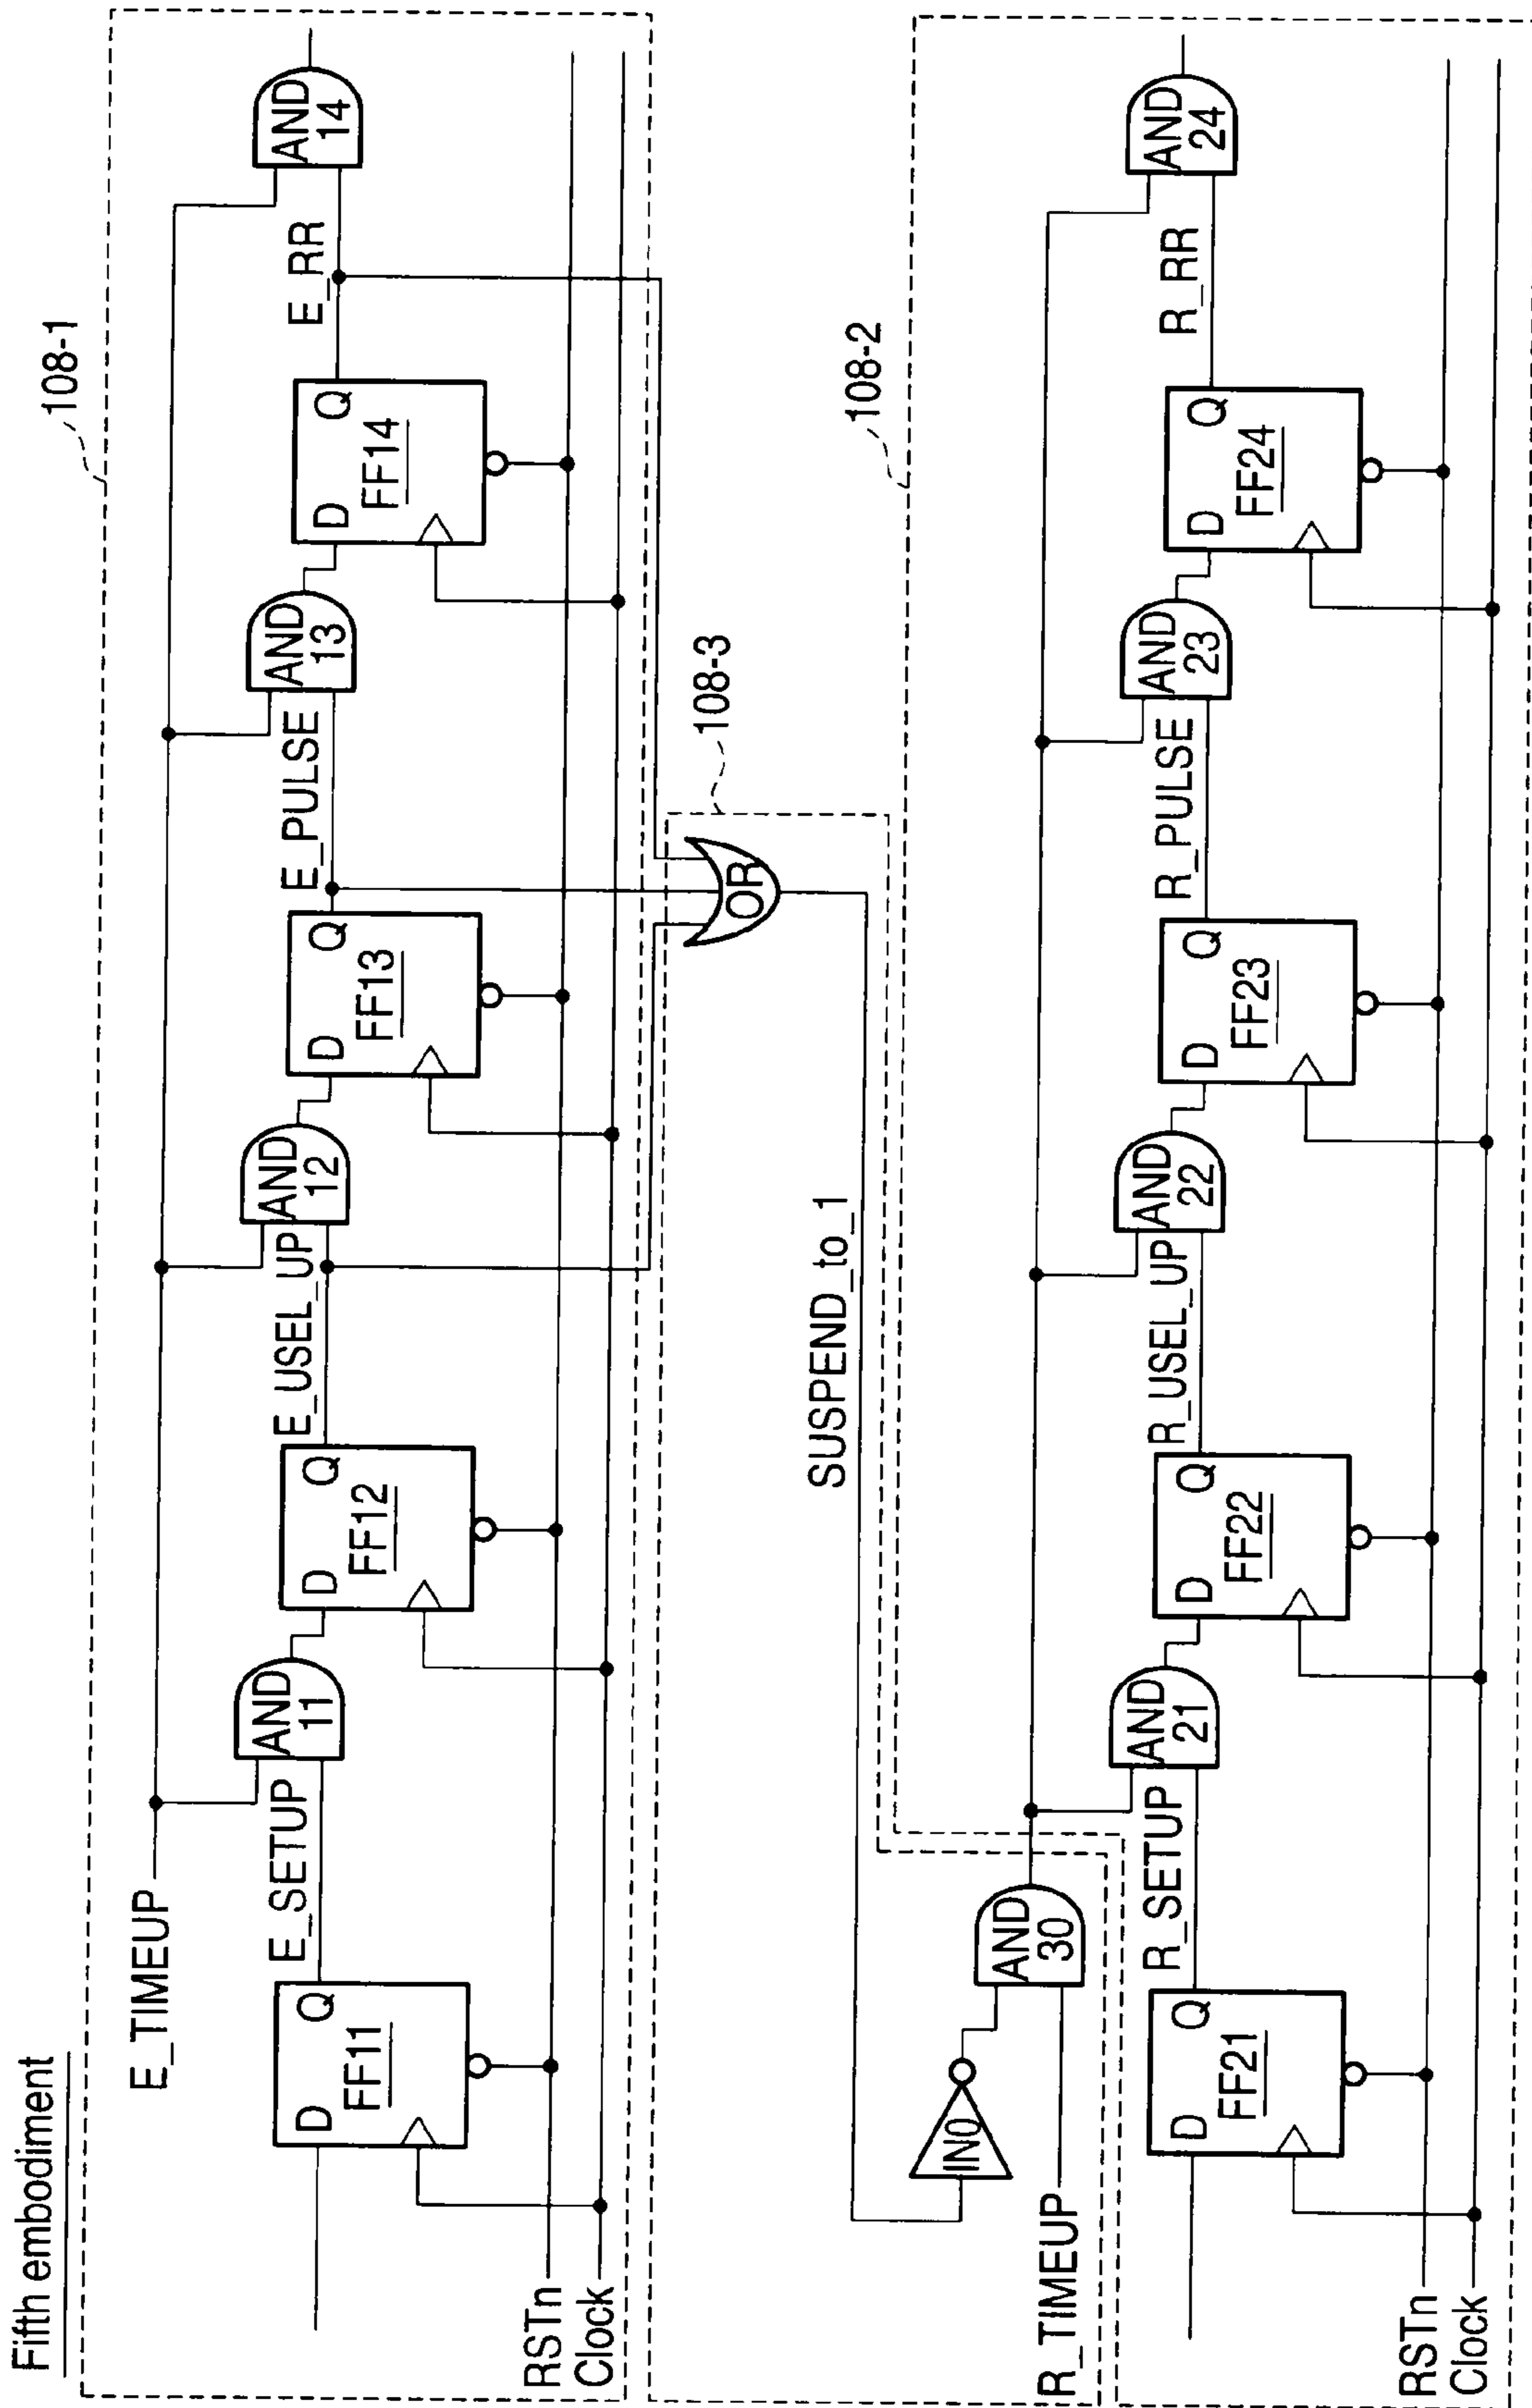 Fifth embodiment
108-1
E_TIMEUP
E_SETUP
E_USEL_UP
E_PULSE
E_RR
AND
11
AND
12
AND
13
AND
14
D
Q
FF11
D
Q
FF12
D
Q
FF13
D
Q
FF14
RSTn
Clock
108-3
OR
SUSPEND_to_1
IN0
AND
30
R_TIMEUP
108-2
R_SETUP
R_USEL_UP
R_PULSE
R_RR
AND
21
AND
22
AND
23
AND
24
D
Q
FF21
D
Q
FF22
D
Q
FF23
D
Q
FF24
RSTn
Clock